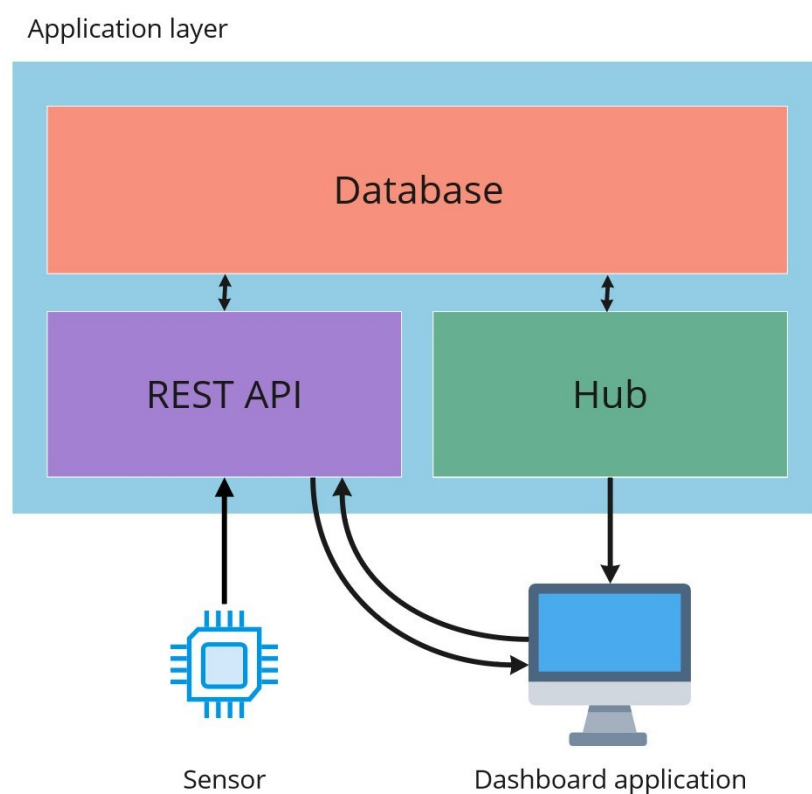 Application layer
Database
REST API
Hub
Sensor
Dashboard application